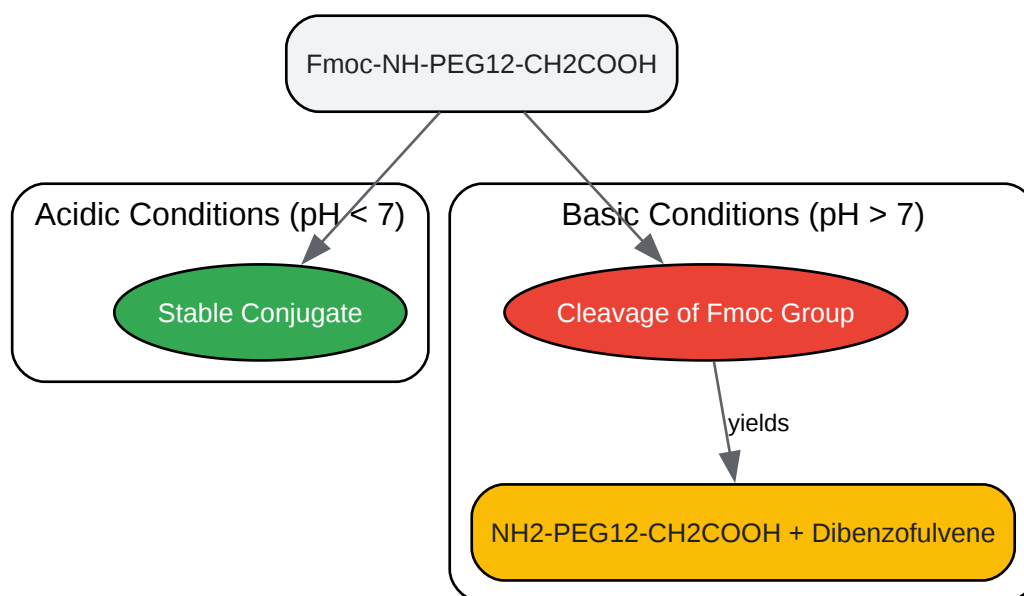 Fmoc-NH-PEG12-CH2COOH
Acidic Conditions (pH < 7)
Basic Conditions (pH > 7)
Stable Conjugate
Cleavage of Fmoc Group
yields
NH2-PEG12-CH2COOH + Dibenzofulvene